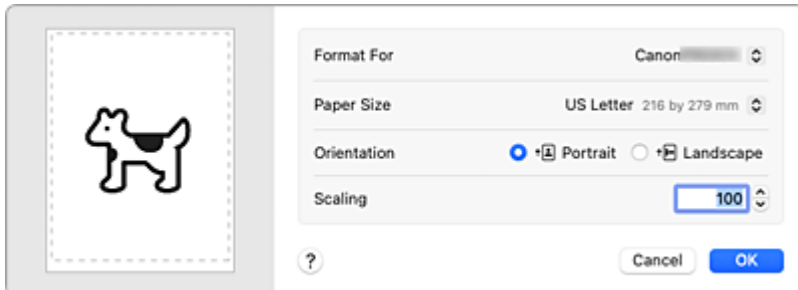 Format For Canon
Paper Size US Letter 216 by 279 mm
Orientation Portrait Landscape
Scaling 100
? Cancel OK